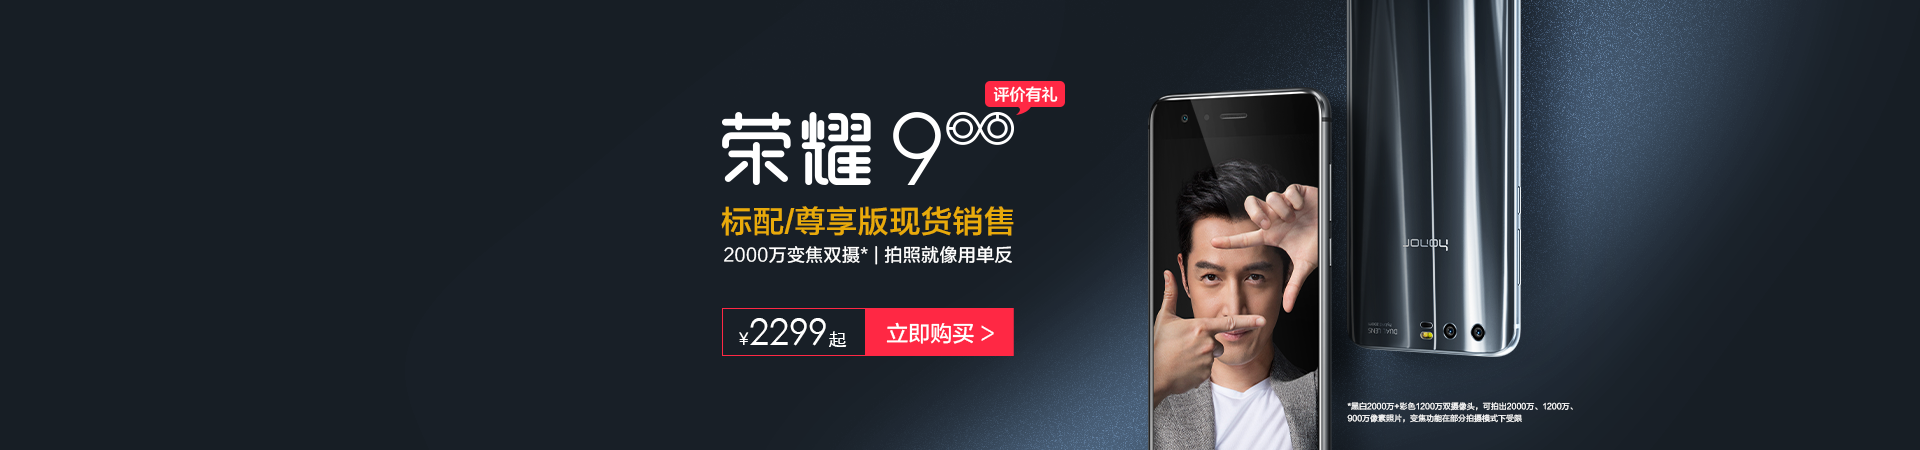 评价有礼
荣耀 9
标配/尊享版现货销售
2000万变焦双摄* | 拍照就像用单反
¥2299起
立即购买 >
honor
DUAL LENS
*黑白2000万+彩色1200万双摄像头，可拍出2000万、1200万、
900万像素照片，变焦功能在部分拍摄模式下受限